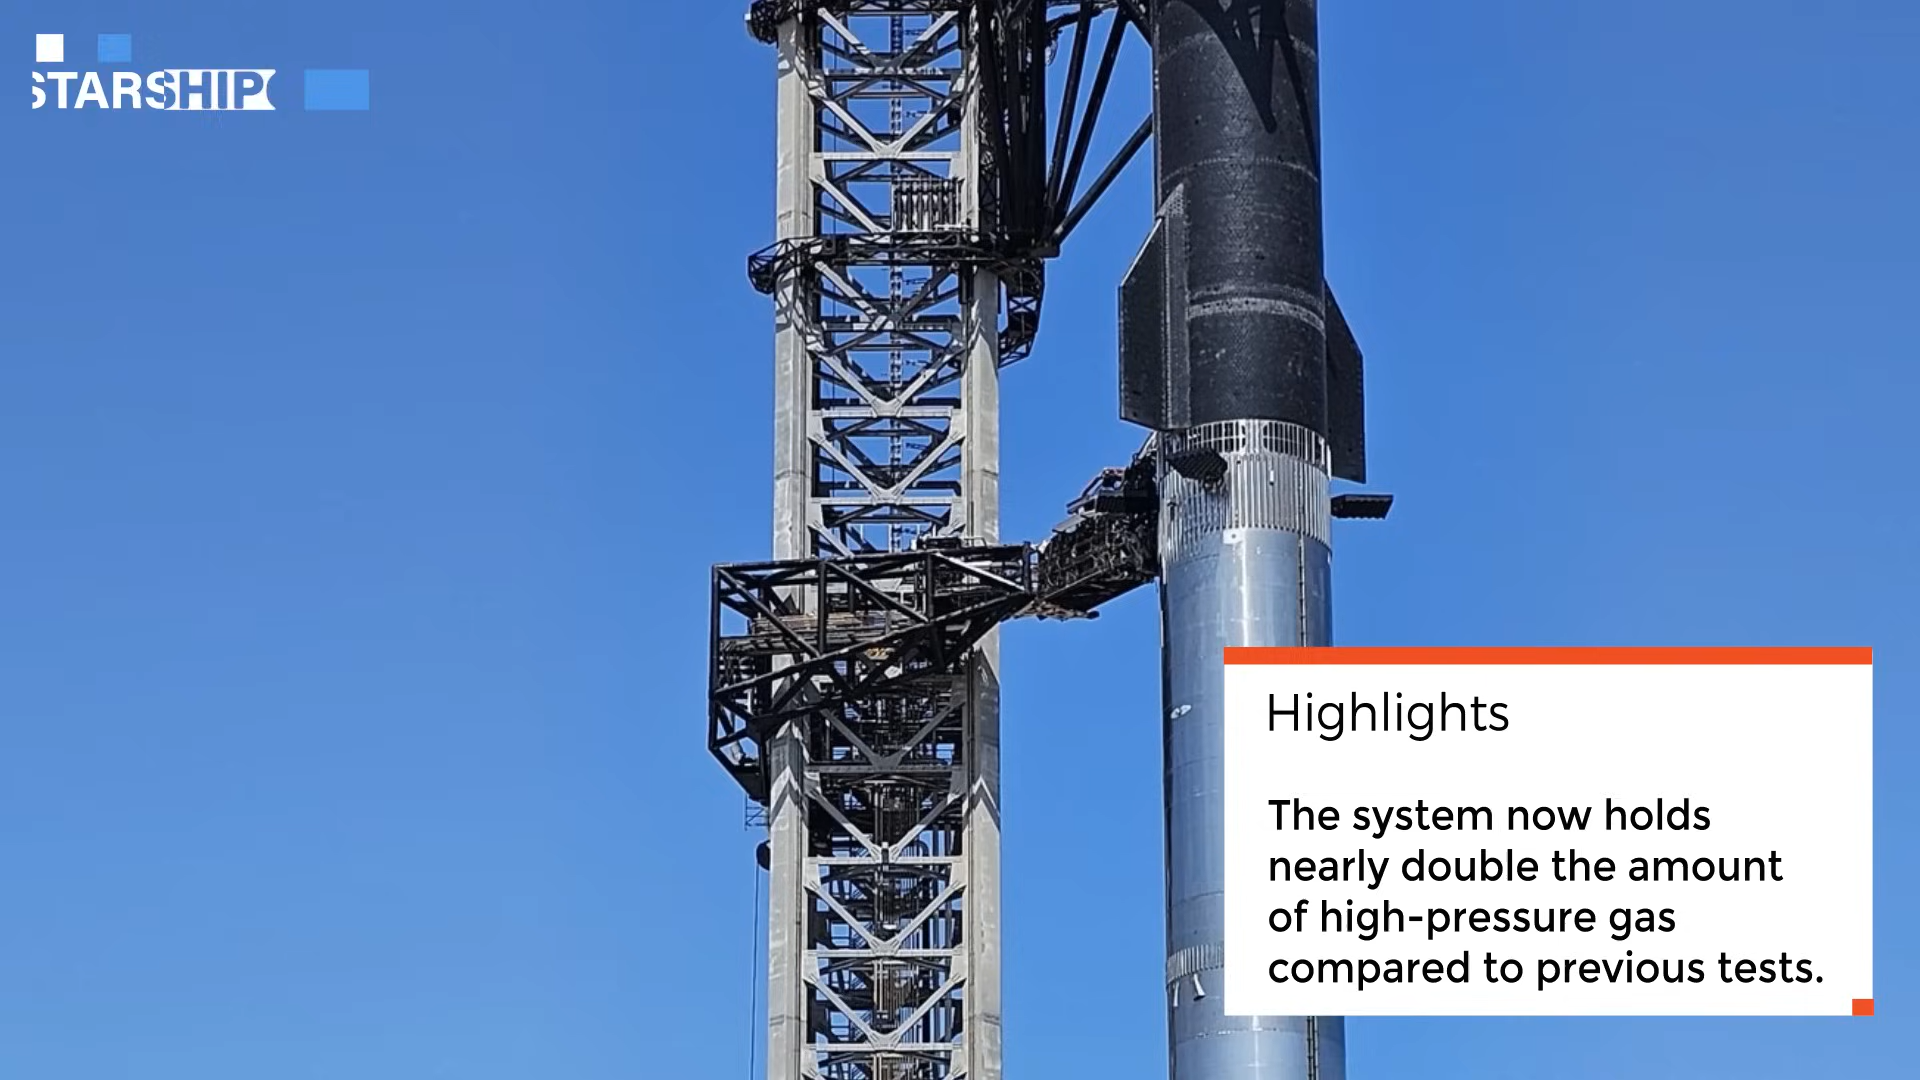 STARSHIP
Highlights
The system now holds
nearly double the amount
of high-pressure gas
compared to previous tests.